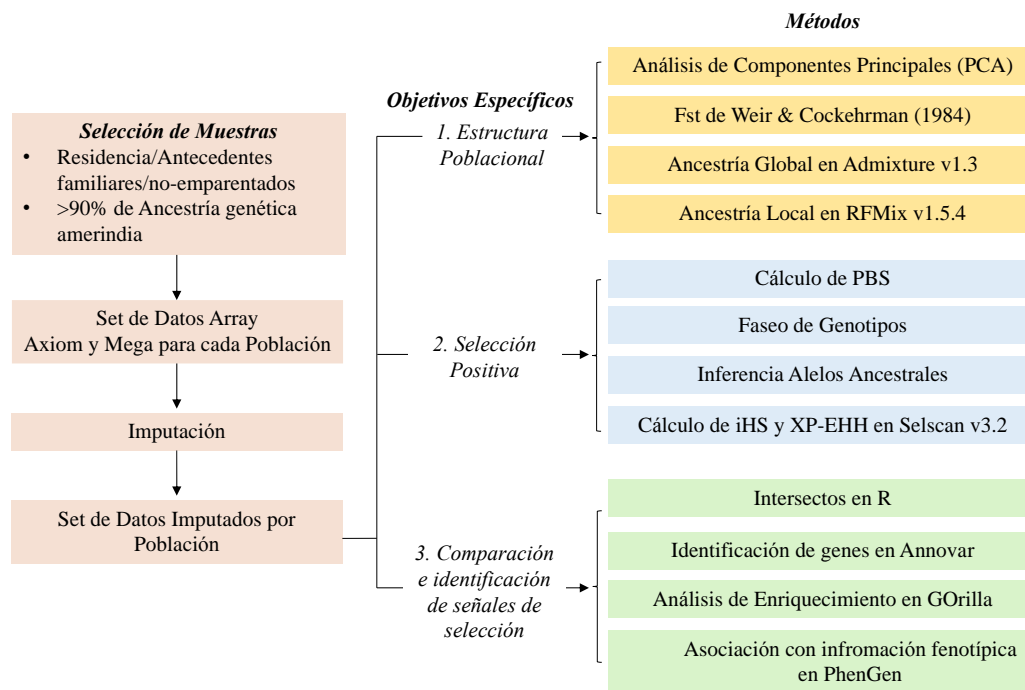 Métodos
Selección de Muestras
• Residencia/Antecedentes
familiares/no-emparentados
• >90% de Ancestría genética
amerindia
Set de Datos Array
Axiom y Mega para cada Población
Imputación
Set de Datos Imputados por
Población
Objetivos Específicos
1. Estructura
Poblacional
Análisis de Componentes Principales (PCA)
Fst de Weir & Cockehrman (1984)
Ancestría Global en Admixture v1.3
Ancestría Local en RFMix v1.5.4
2. Selección
Positiva
Cálculo de PBS
Faseo de Genotipos
Inferencia Alelos Ancestrales
Cálculo de iHS y XP-EHH en Selscan v3.2
3. Comparación
e identificación
de señales de
selección
Intersectos en R
Identificación de genes en Annovar
Análisis de Enriquecimiento en GOrilla
Asociación con infromación fenotípica
en PhenGen